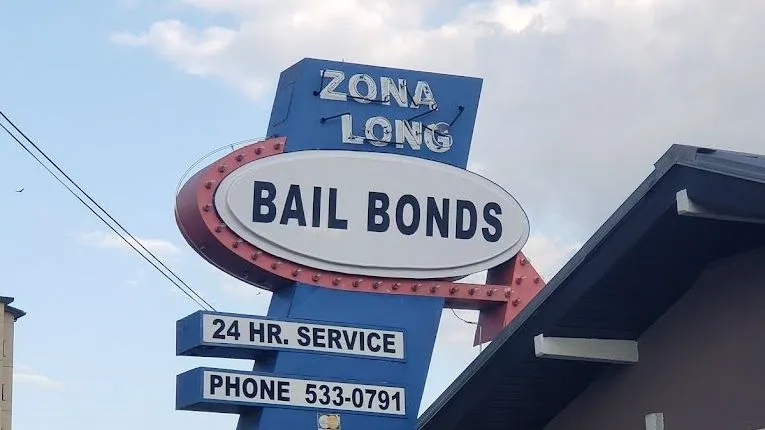 ZONA
LONG
BAIL BONDS
24 HR. SERVICE
PHONE 533-0791